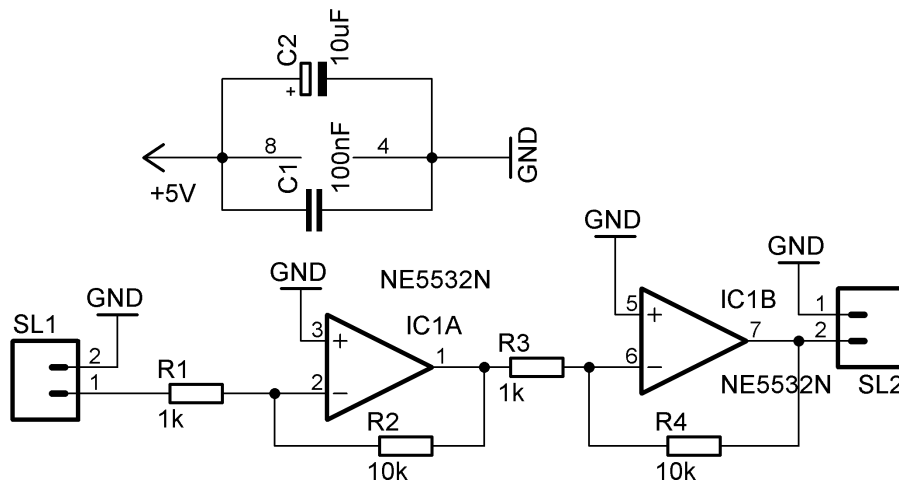 C2
10uF
+
8
4
+5V
C1
100nF
GND
GND
GND
GND
NE5532N
GND
SL1
2
1
R1
1k
3
+
2
−
IC1A
1
R2
10k
R3
1k
5
+
6
−
IC1B
7
NE5532N
R4
10k
1
2
SL2